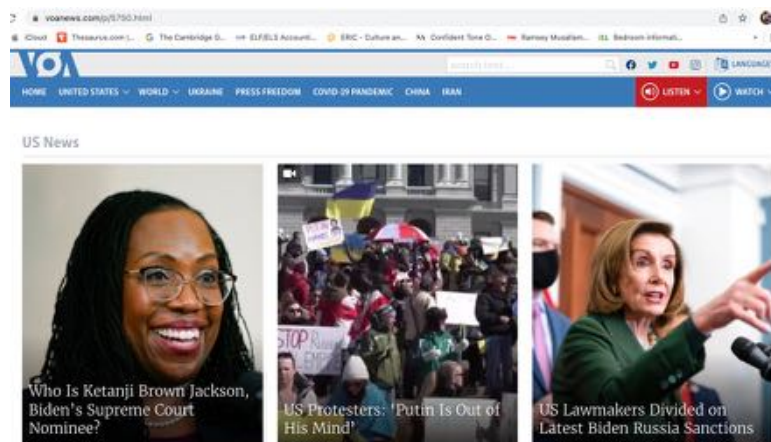 voanews.com/p/5750.html
iCloud Thesaurus.com |... The Cambridge G... ELF/ELS Account... ERIC - Culture an... Confident Tone O... Ramsey Musallam... Bedroom informati...
VOA
LANGUAGE
HOME UNITED STATES WORLD UKRAINE PRESS FREEDOM COVID-19 PANDEMIC CHINA IRAN LISTEN WATCH
US News
STOP
Who Is Ketanji Brown Jackson,
Biden's Supreme Court
Nominee?
US Protesters: 'Putin Is Out of
His Mind'
US Lawmakers Divided on
Latest Biden Russia Sanctions